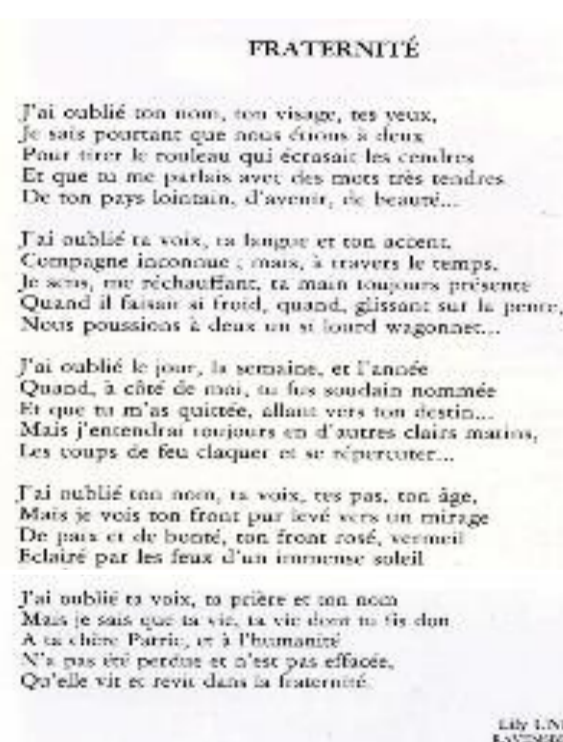 FRATERNITÉ
J'ai oublié ton nom, ton visage, tes yeux,
Je sais pourtant que nous étions à deux
Pour tirer le rouleau qui écrasait les cendres
Et que tu me parlais avec des mots très tendres
De ton pays lointain, d'avenir, de beauté...
J'ai oublié ta voix, ta langue et ton accent,
Compagne inconnue ; mais, à travers le temps,
Je sens, me réchauffant, ta main toujours présente
Quand il faisait si froid, quand, glissant sur la pente,
Nous poussions à deux un si lourd wagonnet...
J'ai oublié le jour, la semaine, et l'année
Quand, à côté de moi, tu fus soudain nommée
Et que tu m'as quittée, allant vers ton destin...
Mais j'entendrai toujours en d'autres clairs matins,
Les coups de feu claquer et se répercuter...
J'ai oublié ton nom, ta voix, tes pas, ton âge,
Mais je vois ton front pur levé vers un mirage
De paix et de bonté, ton front rosé, vermeil
Eclairé par les feux d'un immense soleil
J'ai oublié ta voix, ta prière et ton nom
Mais je sais que ta vie, ta vie dont tu fis don
A ta chère Patrie, et à l'humanité
N'a pas été perdue et n'est pas effacée,
Qu'elle vit et revit dans la fraternité.
Lily